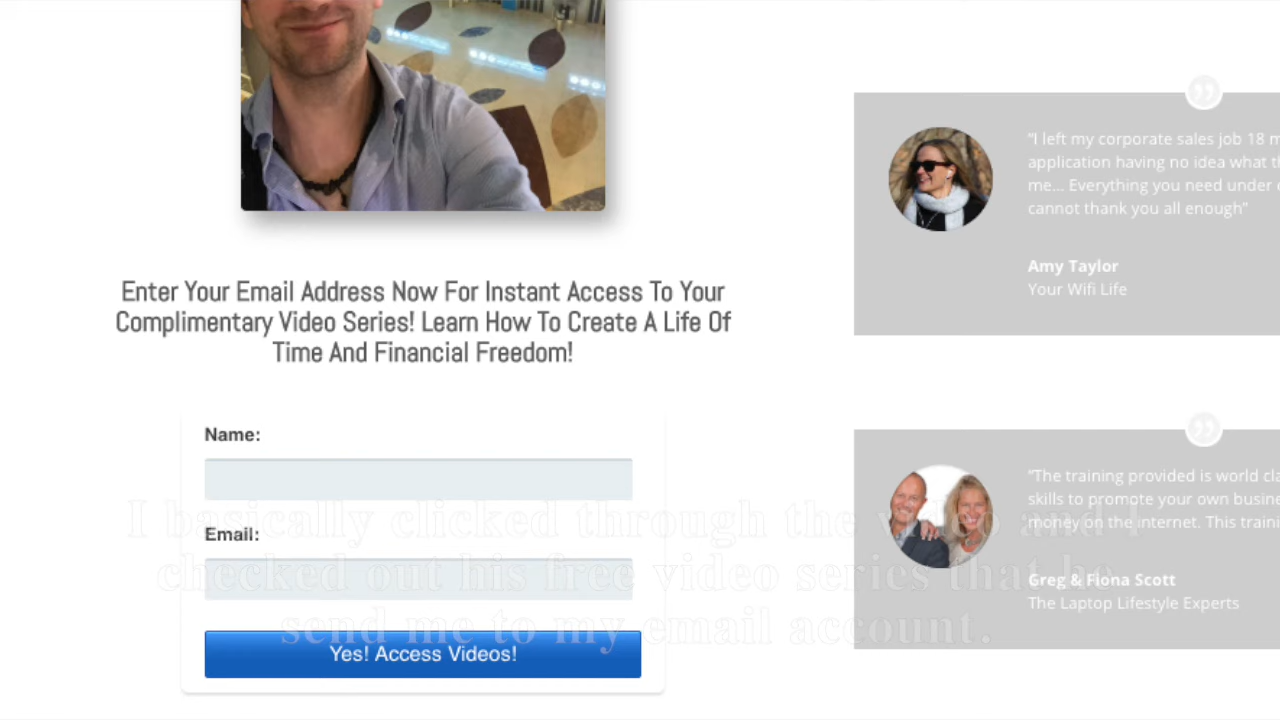 Enter Your Email Address Now For Instant Access To Your
Complimentary Video Series! Learn How To Create A Life Of
Time And Financial Freedom!
Name:
Email:
Yes! Access Videos!
I basically clicked through the video and I
checked out his free video series that he
send me to my email account.
“I left my corporate sales job 18
application having no idea what
me... Everything you need under
cannot thank you all enough”
Amy Taylor
Your Wifi Life
“The training provided is world
skills to promote your own
money on the internet. This
Greg & Fiona Scott
The Laptop Lifestyle Experts